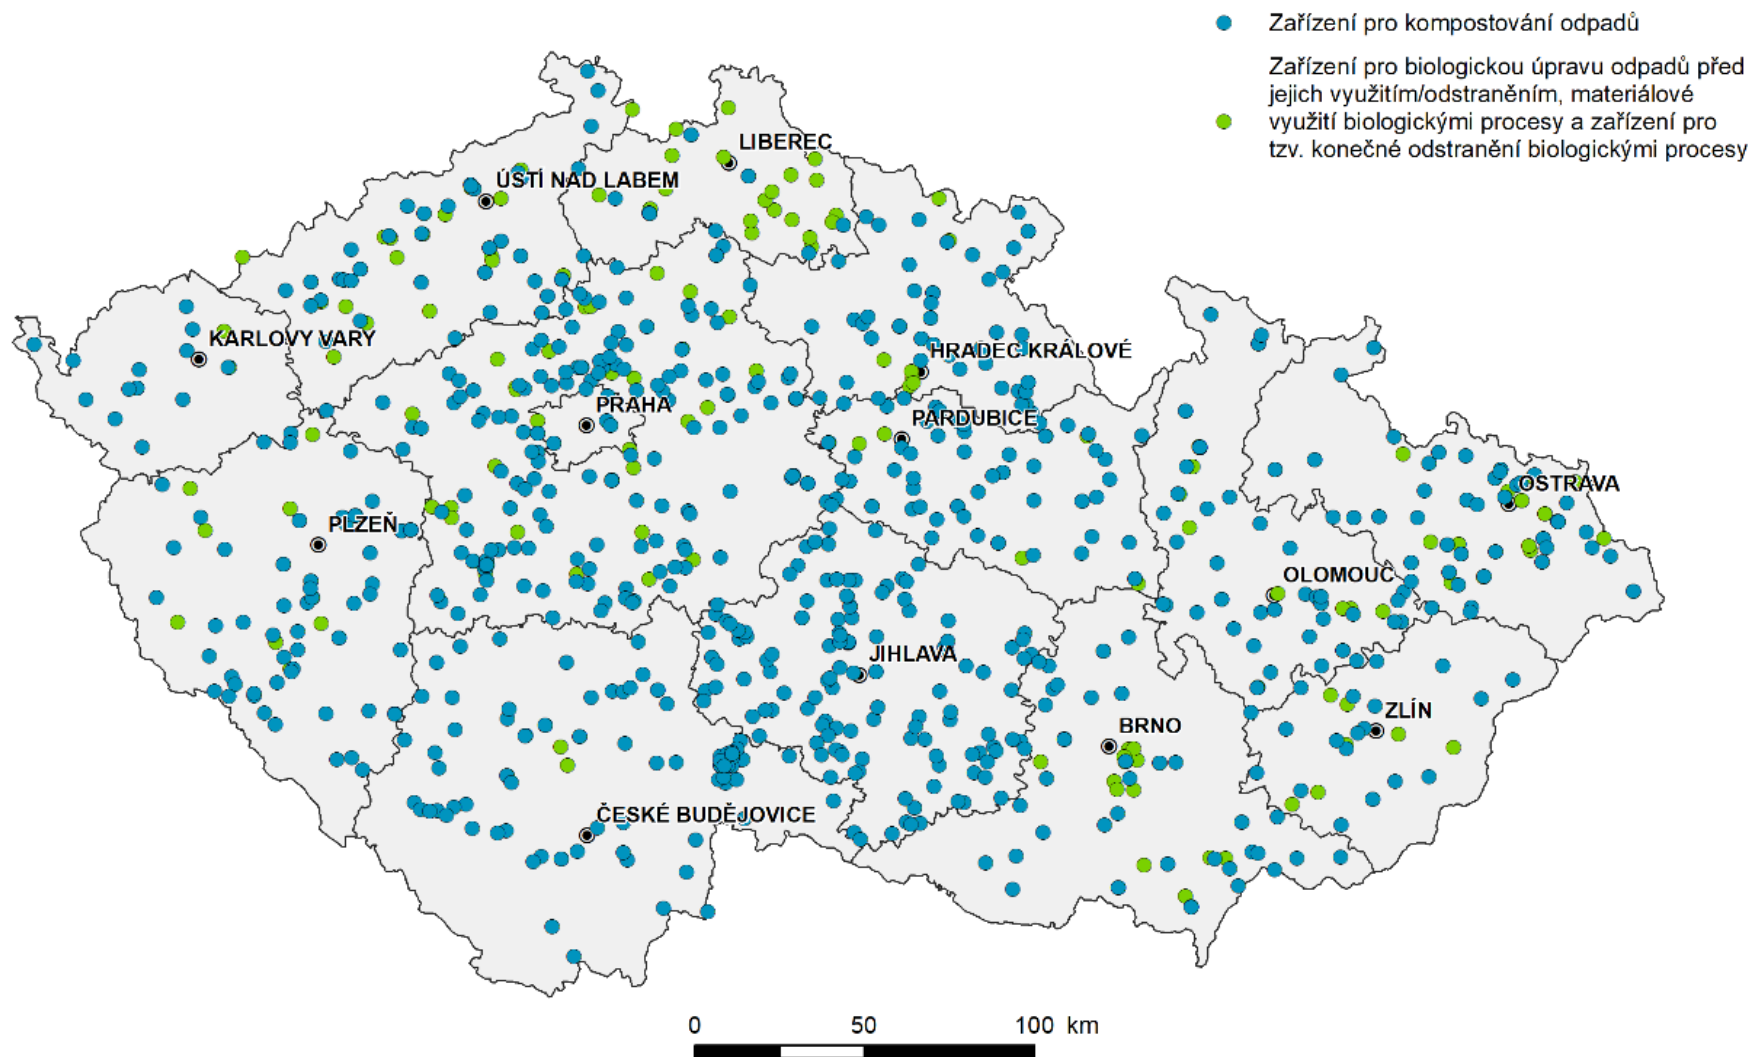 Zařízení pro kompostování odpadů
Zařízení pro biologickou úpravu odpadů před
jejich využitím/odstraněním, materiálové
využití biologickými procesy a zařízení pro
tzv. konečné odstranění biologickými procesy
LIBEREC
ÚSTÍ NAD LABEM
KARLOVY VARY
HRADEC KRÁLOVÉ
PRAHA
PARDUBICE
OSTRAVA
PLZEŇ
OLOMOUC
JIHLAVA
ZLÍN
BRNO
ČESKÉ BUDĚJOVICE
0 50 100 km